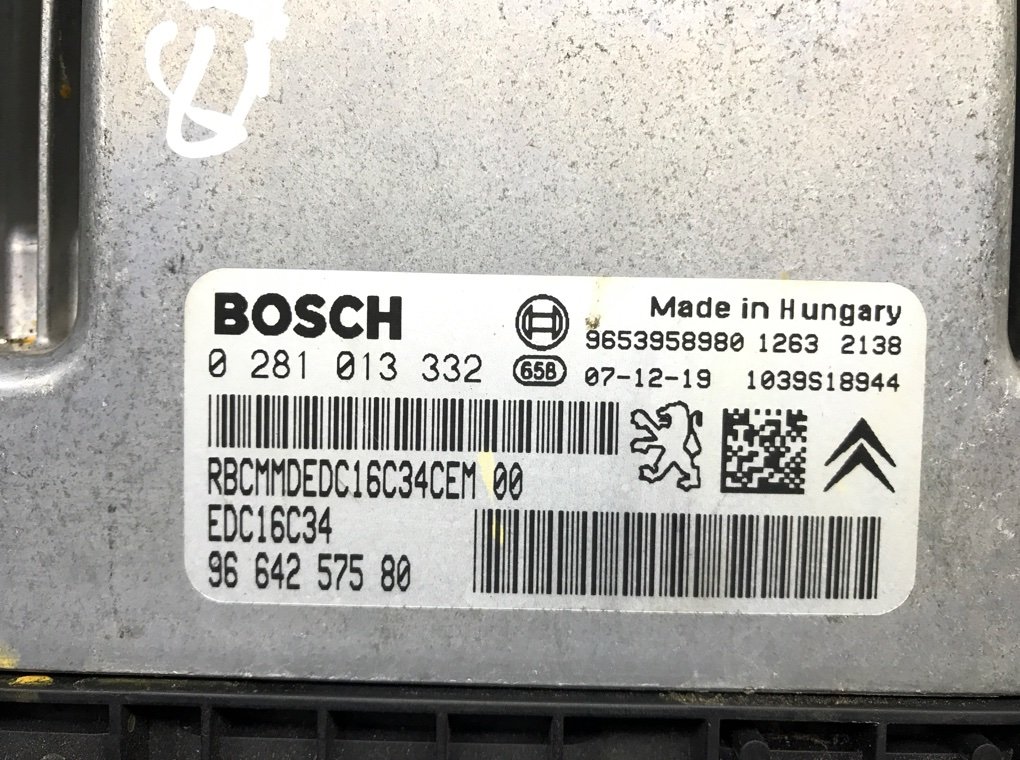 BOSCH
Made in Hungary
9653958980 1263 2138
0 281 013 332
658
07-12-19 1039S18944
RBCMMDEDC16C34CEM 00
EDC16C34
96 642 575 80